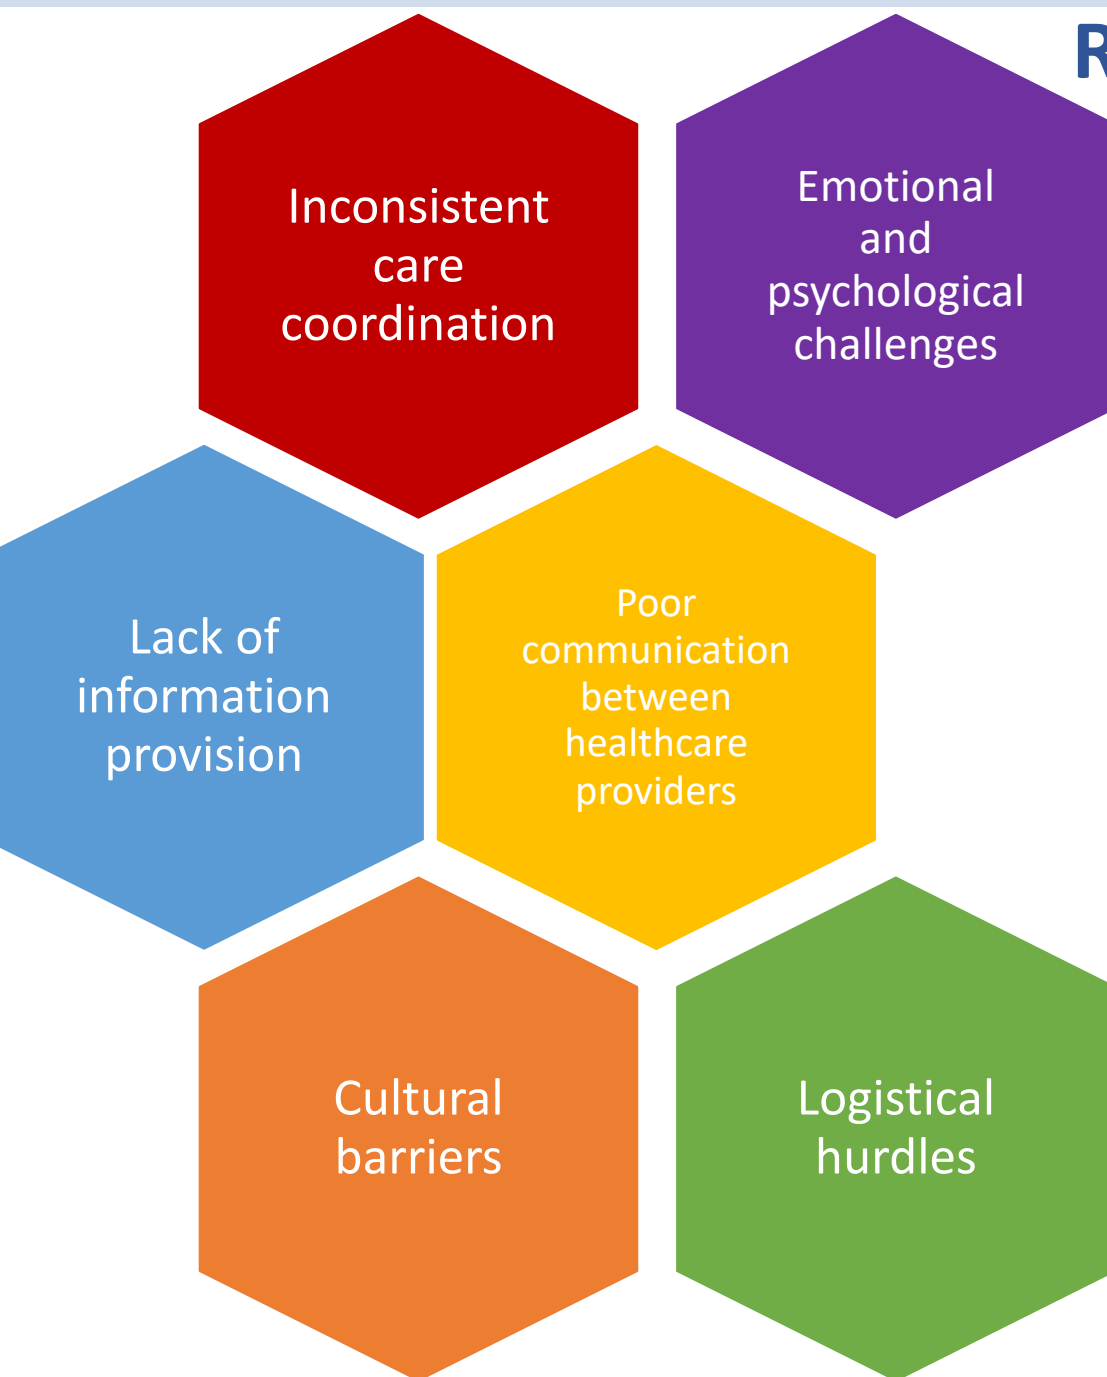 R
Inconsistent
care
coordination
Emotional
and
psychological
challenges
Lack of
information
provision
Poor
communication
between
healthcare
providers
Cultural
barriers
Logistical
hurdles